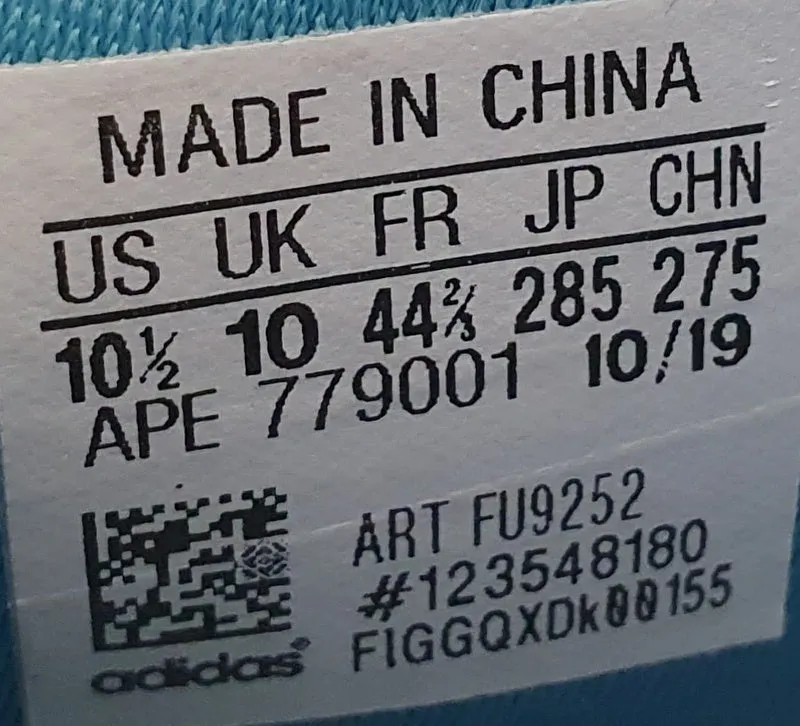 MADE IN CHINA
US UK FR JP CHN
10½ 10 44⅔ 285 275
APE 779001 10/19
ART FU9252
#123548180
FIGGQXDk00155
adidas®